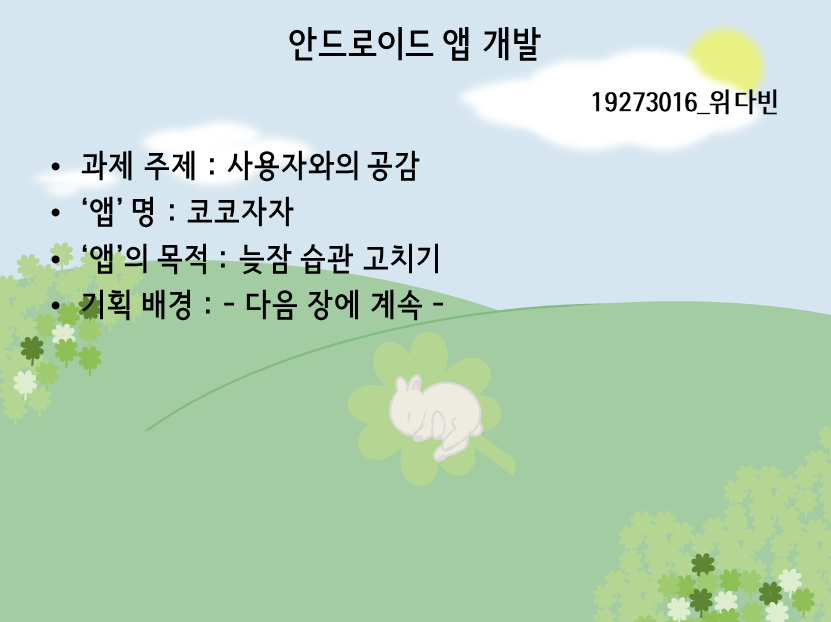 안드로이드 앱 개발
19273016_위다빈
• 과제 주제 : 사용자와의 공감
• ‘앱’ 명 : 코코자자
• ‘앱’의 목적 : 늦잠 습관 고치기
• 기획 배경 : - 다음 장에 계속 -